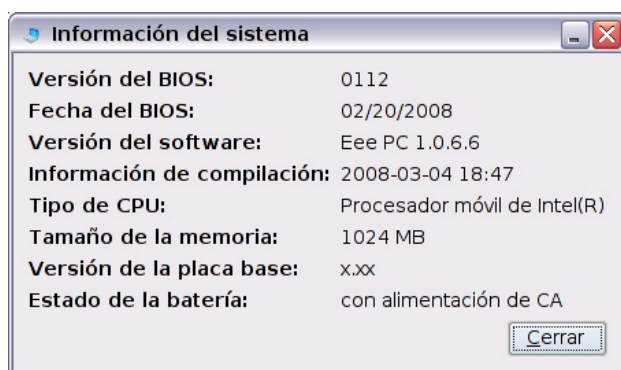 Información del sistema
Versión del BIOS: 0112
Fecha del BIOS: 02/20/2008
Versión del software: Eee PC 1.0.6.6
Información de compilación: 2008-03-04 18:47
Tipo de CPU: Procesador móvil de Intel(R)
Tamaño de la memoria: 1024 MB
Versión de la placa base: x.xx
Estado de la batería: con alimentación de CA
Cerrar